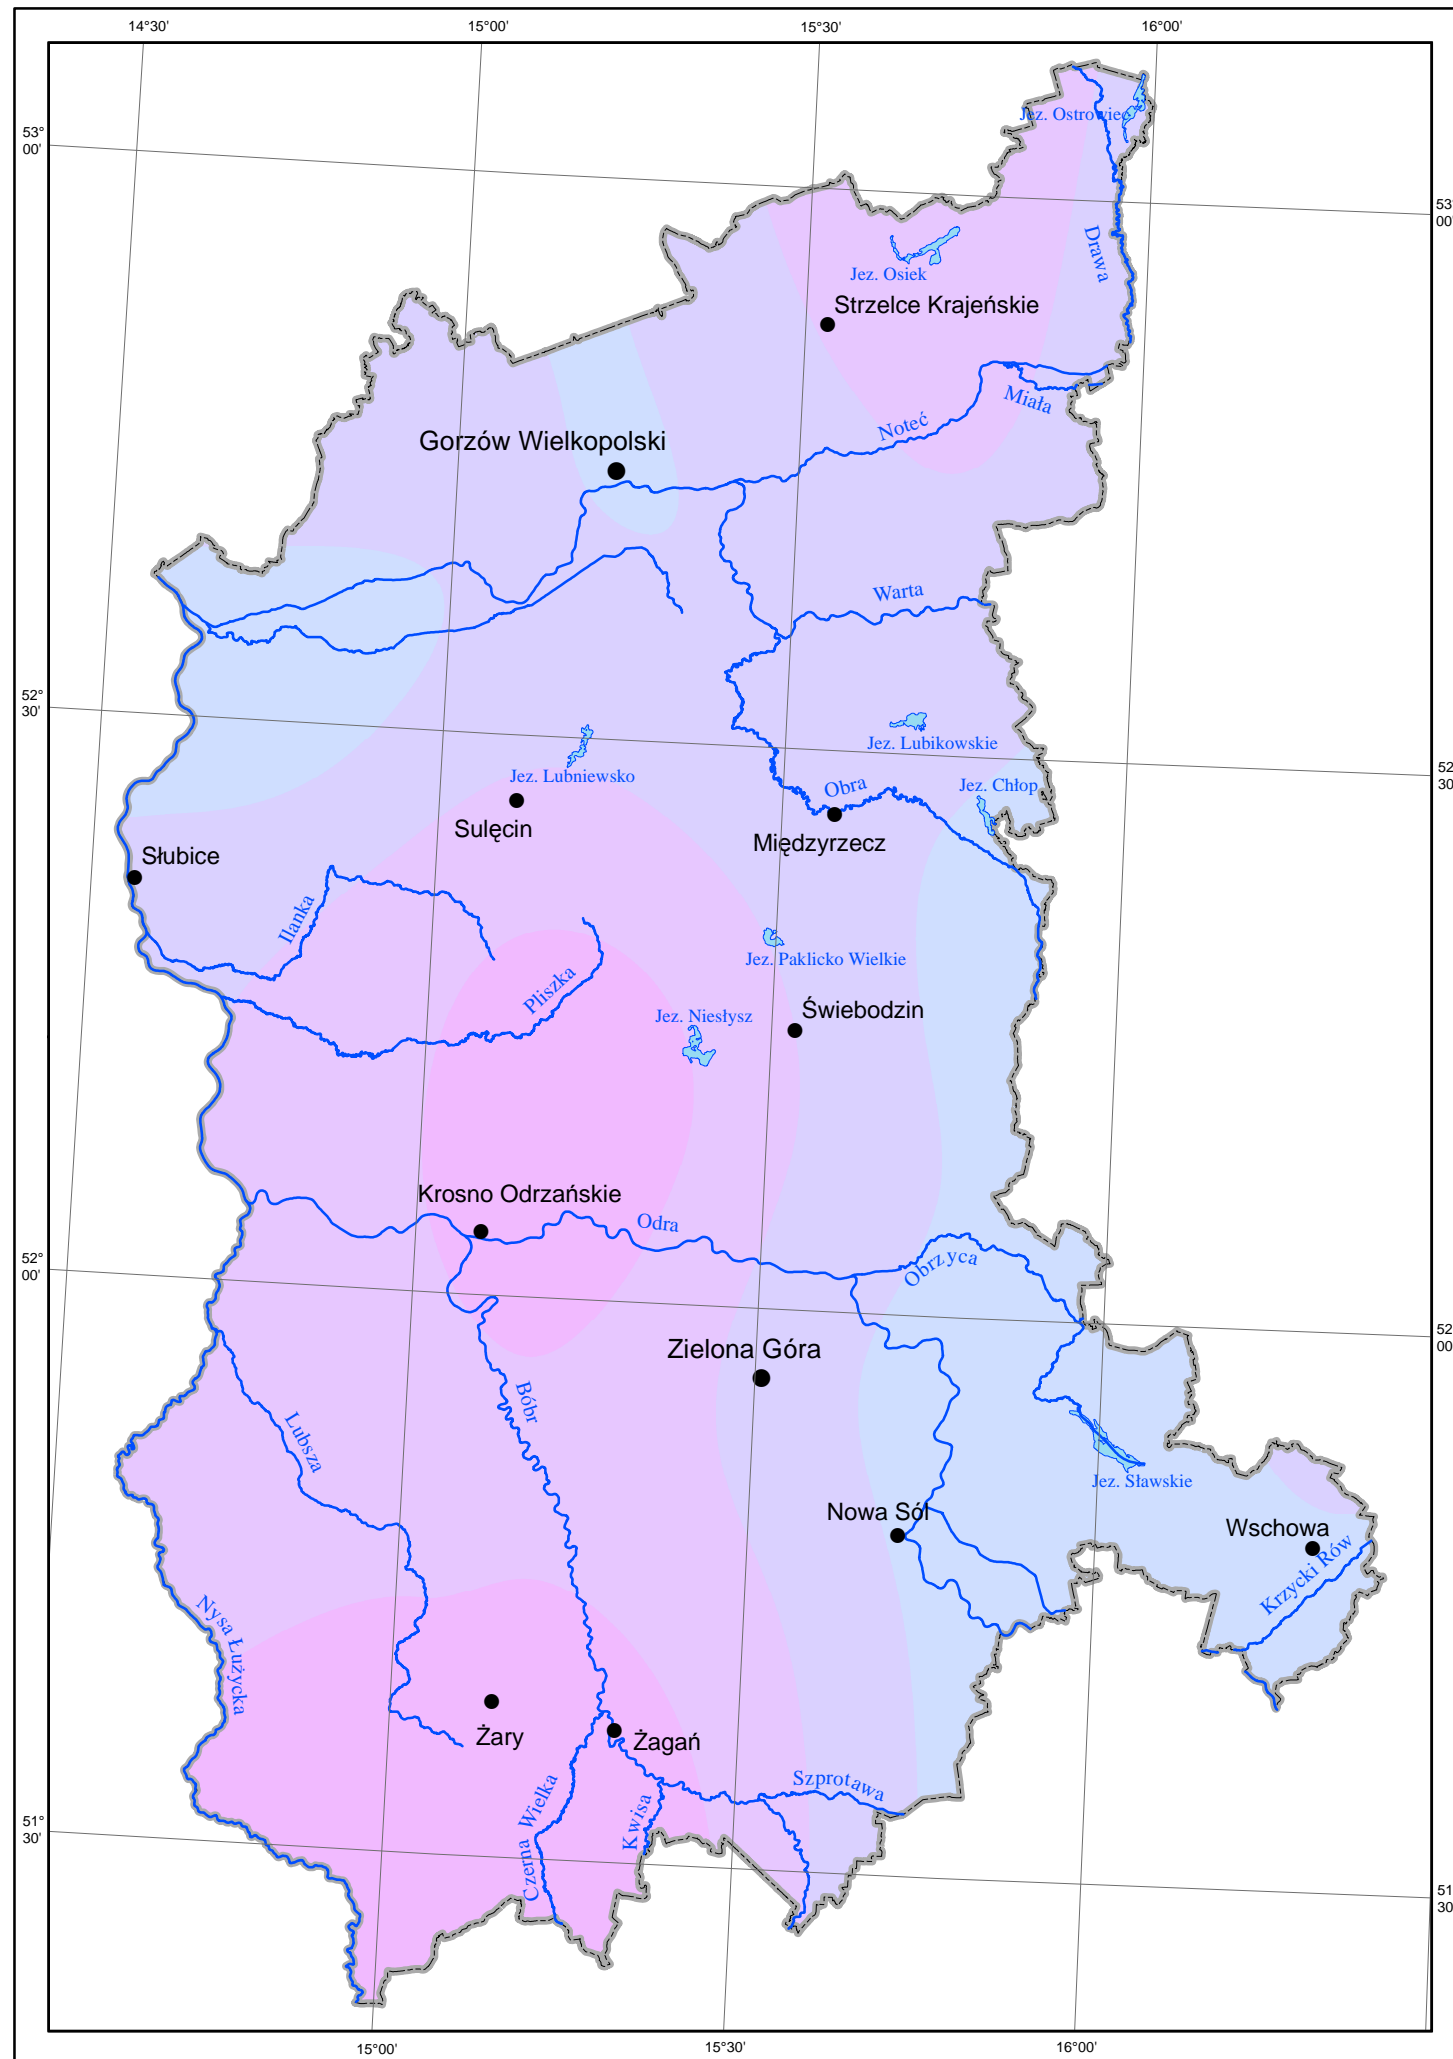 14°30'
15°00'
15°30'
16°00'
Jez. Ostrowiec
53°
00'
53°
00'
Drawa
Jez. Osiek
Strzelce Krajeńskie
Miała
Noteć
Gorzów Wielkopolski
Warta
52°
30'
Jez. Lubikowskie
52°
30'
Jez. Lubniewsko
Jez. Chłop
Obra
Sulęcin
Międzyrzecz
Słubice
Ilanka
Jez. Paklicko Wielkie
Pliszka
Jez. Niesłysz
Świebodzin
Krosno Odrzańskie
Odra
52°
00'
Obrzyca
52°
00'
Zielona Góra
Bóbr
Lubsza
Jez. Sławskie
Nowa Sól
Wschowa
Krzycki Rów
Nysa Łużycka
Żary
Żagań
Szprotawa
Czerna Wielka
Kwisa
51°
30'
51°
30'
15°00'
15°30'
16°00'